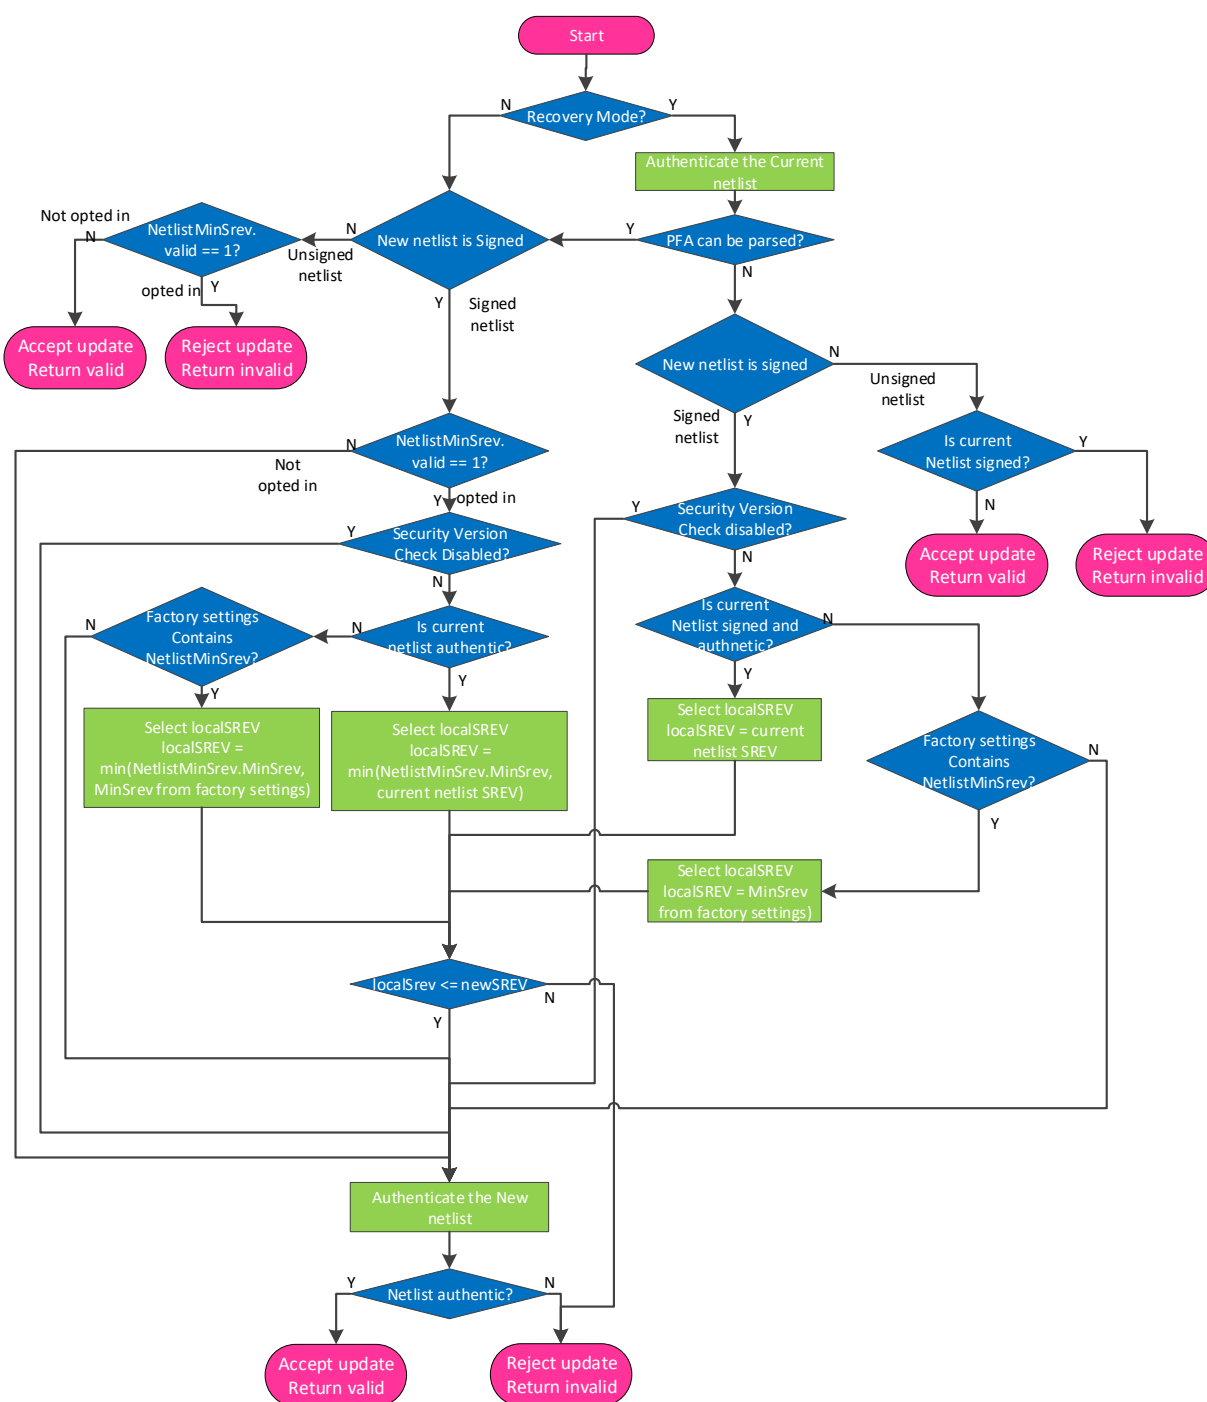 Start
N
Y
Recovery Mode?
Authenticate the Current
netlist
Not opted in
N
NetlistMinSrev.
valid == 1?
N
Unsigned
netlist
New netlist is Signed
Y
PFA can be parsed?
N
opted in
Y
Y
Signed
netlist
Accept update
Return valid
Reject update
Return invalid
New netlist is signed
N
Unsigned
netlist
Signed
netlist
Y
Is current
Netlist signed?
Y
N
N
NetlistMinSrev.
valid == 1?
Not
opted in
Y
opted in
Y
Security Version
Check Disabled?
N
Y
Security Version
Check disabled?
N
Accept update
Return valid
Reject update
Return invalid
N
Factory settings
Contains
NetlistMinSrev?
Y
N
Is current
netlist authentic?
Y
Is current
Netlist signed and
authnetic?
N
Y
Select localSREV
localSREV =
min(NetlistMinSrev.MinSrev,
MinSrev from factory settings)
Select localSREV
localSREV =
min(NetlistMinSrev.MinSrev,
current netlist SREV)
Select localSREV
localSREV = current
netlist SREV
Factory settings
Contains
NetlistMinSrev?
N
Y
Select localSREV
localSREV = MinSrev
from factory settings)
localSrev <= newSREV
N
Y
Authenticate the New
netlist
Y
Netlist authentic?
N
Accept update
Return valid
Reject update
Return invalid